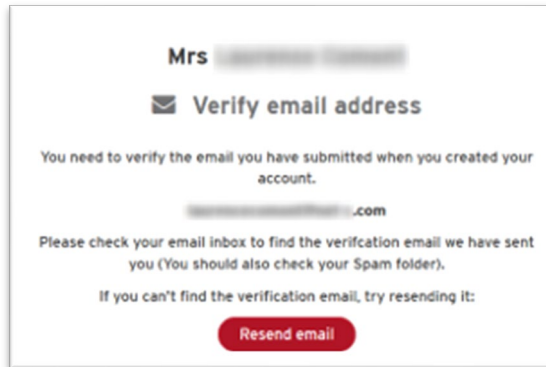 Mrs
Verify email address
You need to verify the email you have submitted when you created your
account.
.com
Please check your email inbox to find the verifcation email we have sent
you (You should also check your Spam folder).
If you can't find the verification email, try resending it:
Resend email